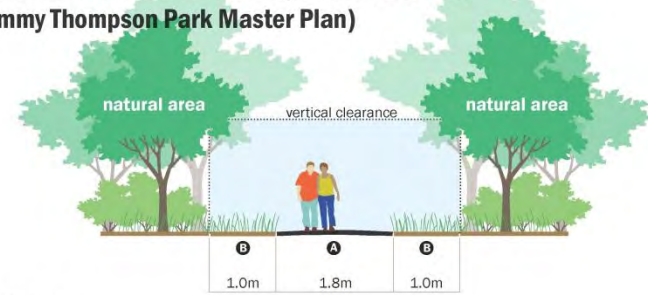 mmy Thompson Park Master Plan)
natural area
vertical clearance
natural area
B
A
B
1.0m
1.8m
1.0m